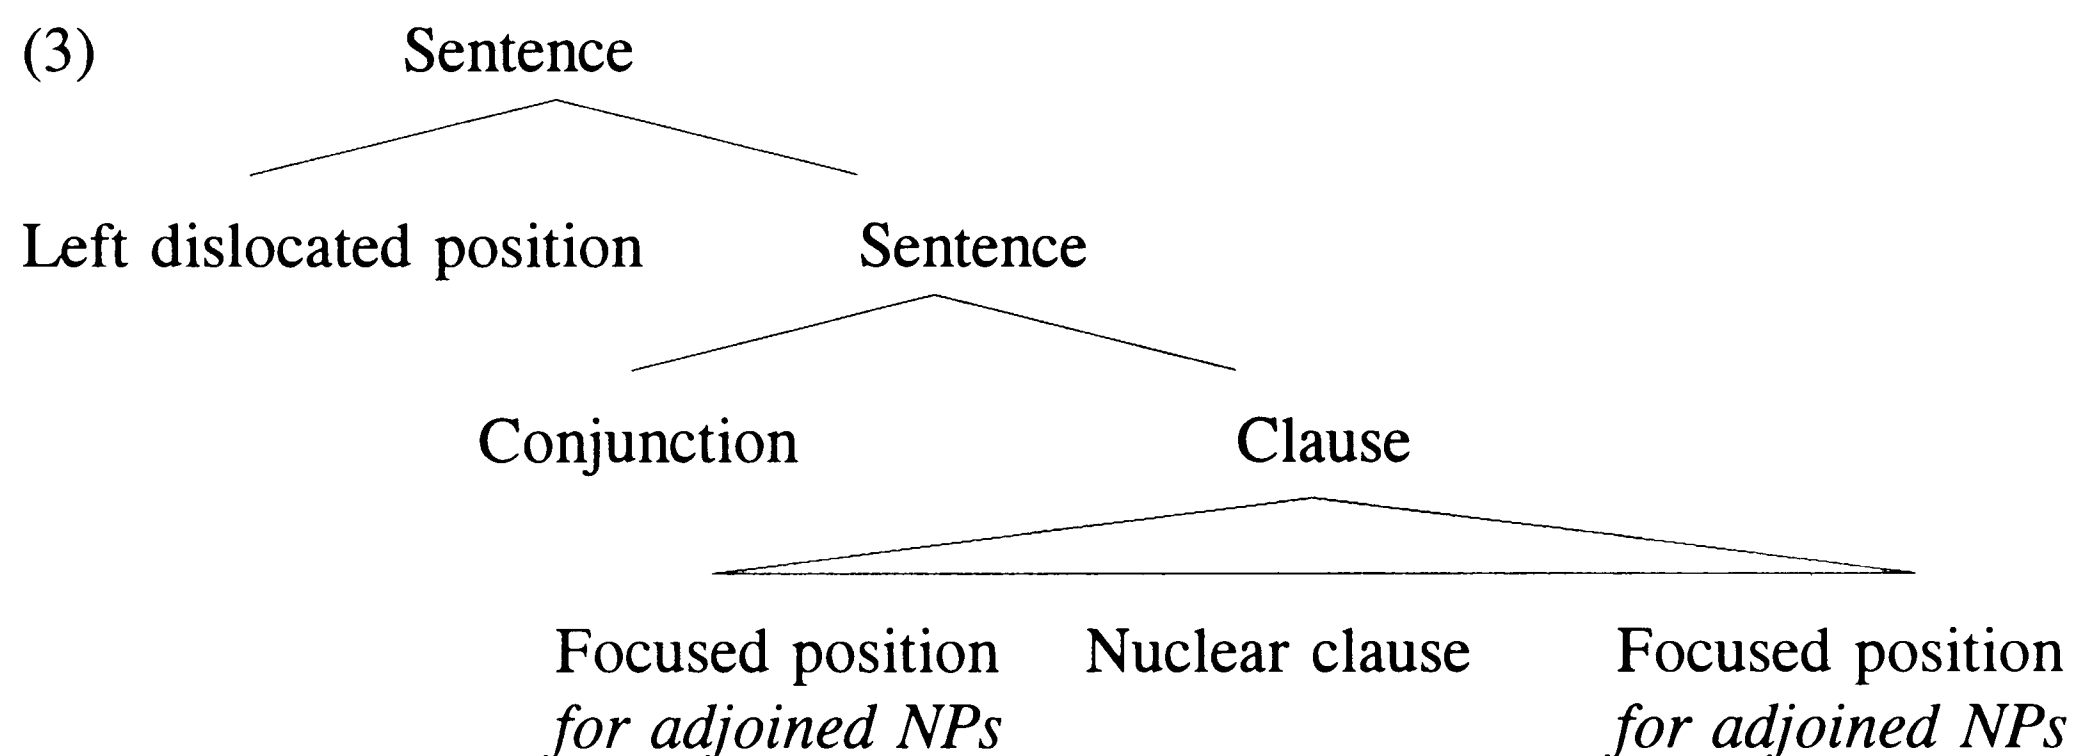 (3) Sentence
Left dislocated position Sentence
Conjunction Clause
Focused position Nuclear clause Focused position
for adjoined NPs for adjoined NPs